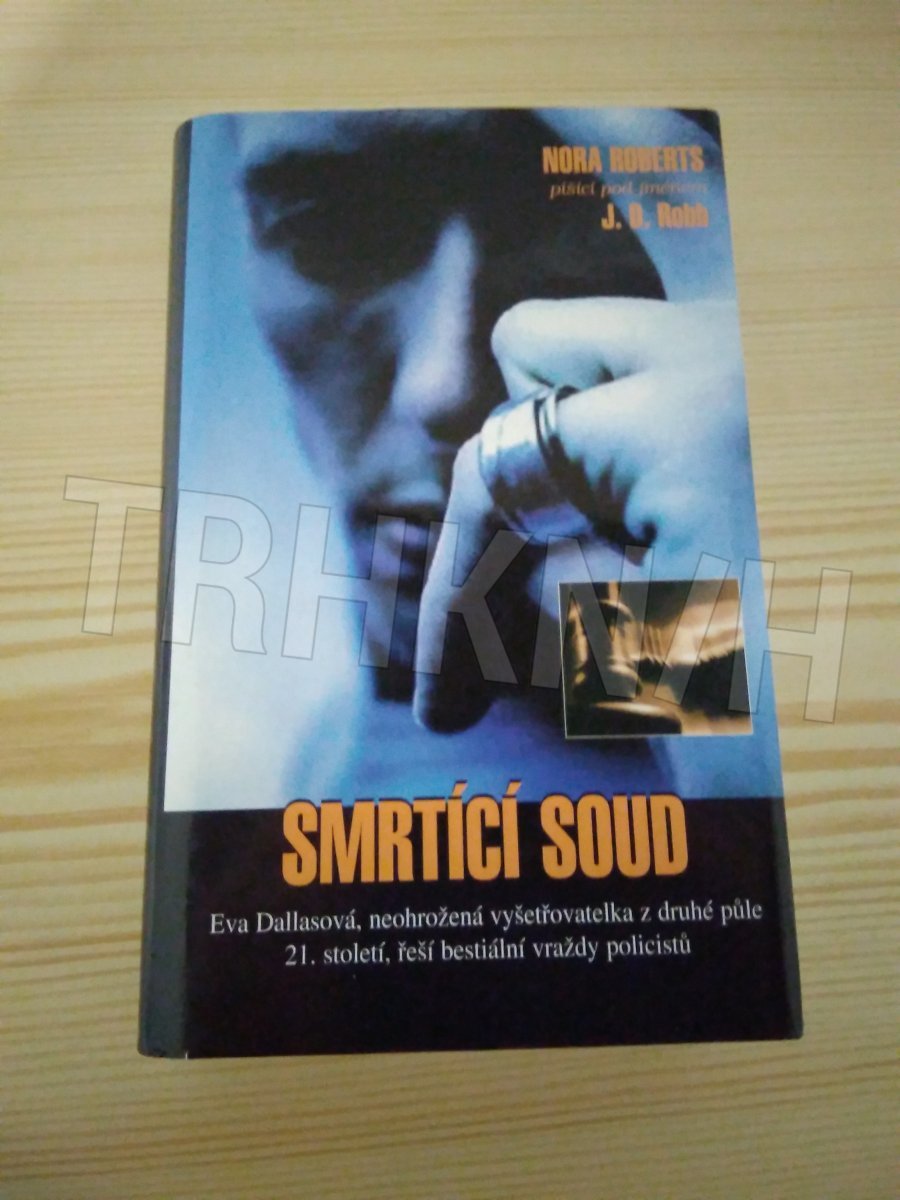 NORA ROBERTS
píšící pod jménem
J. D. Robb
TRHKNIH
SMRTÍCÍ SOUD
Eva Dallasová, neohrožená vyšetřovatelka z druhé půle
21. století, řeší bestiální vraždy policistů